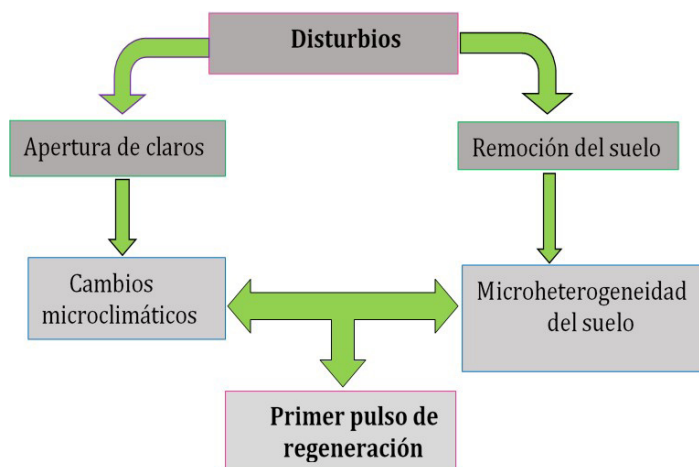 Disturbios
Apertura de claros
Remoción del suelo
Cambios
microclimáticos
Microheterogeneidad
del suelo
Primer pulso de
regeneración